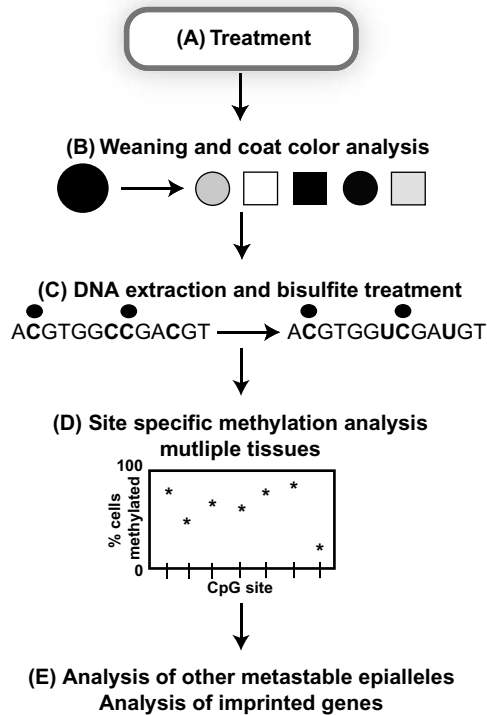 (A) Treatment
(B) Weaning and coat color analysis
(C) DNA extraction and bisulfite treatment
ACGTGGCCGACGT ACGTGGUCGAUGT
(D) Site specific methylation analysis
mutliple tissues
100
% cells
methylated
0
CpG site
(E) Analysis of other metastable epialleles
Analysis of imprinted genes